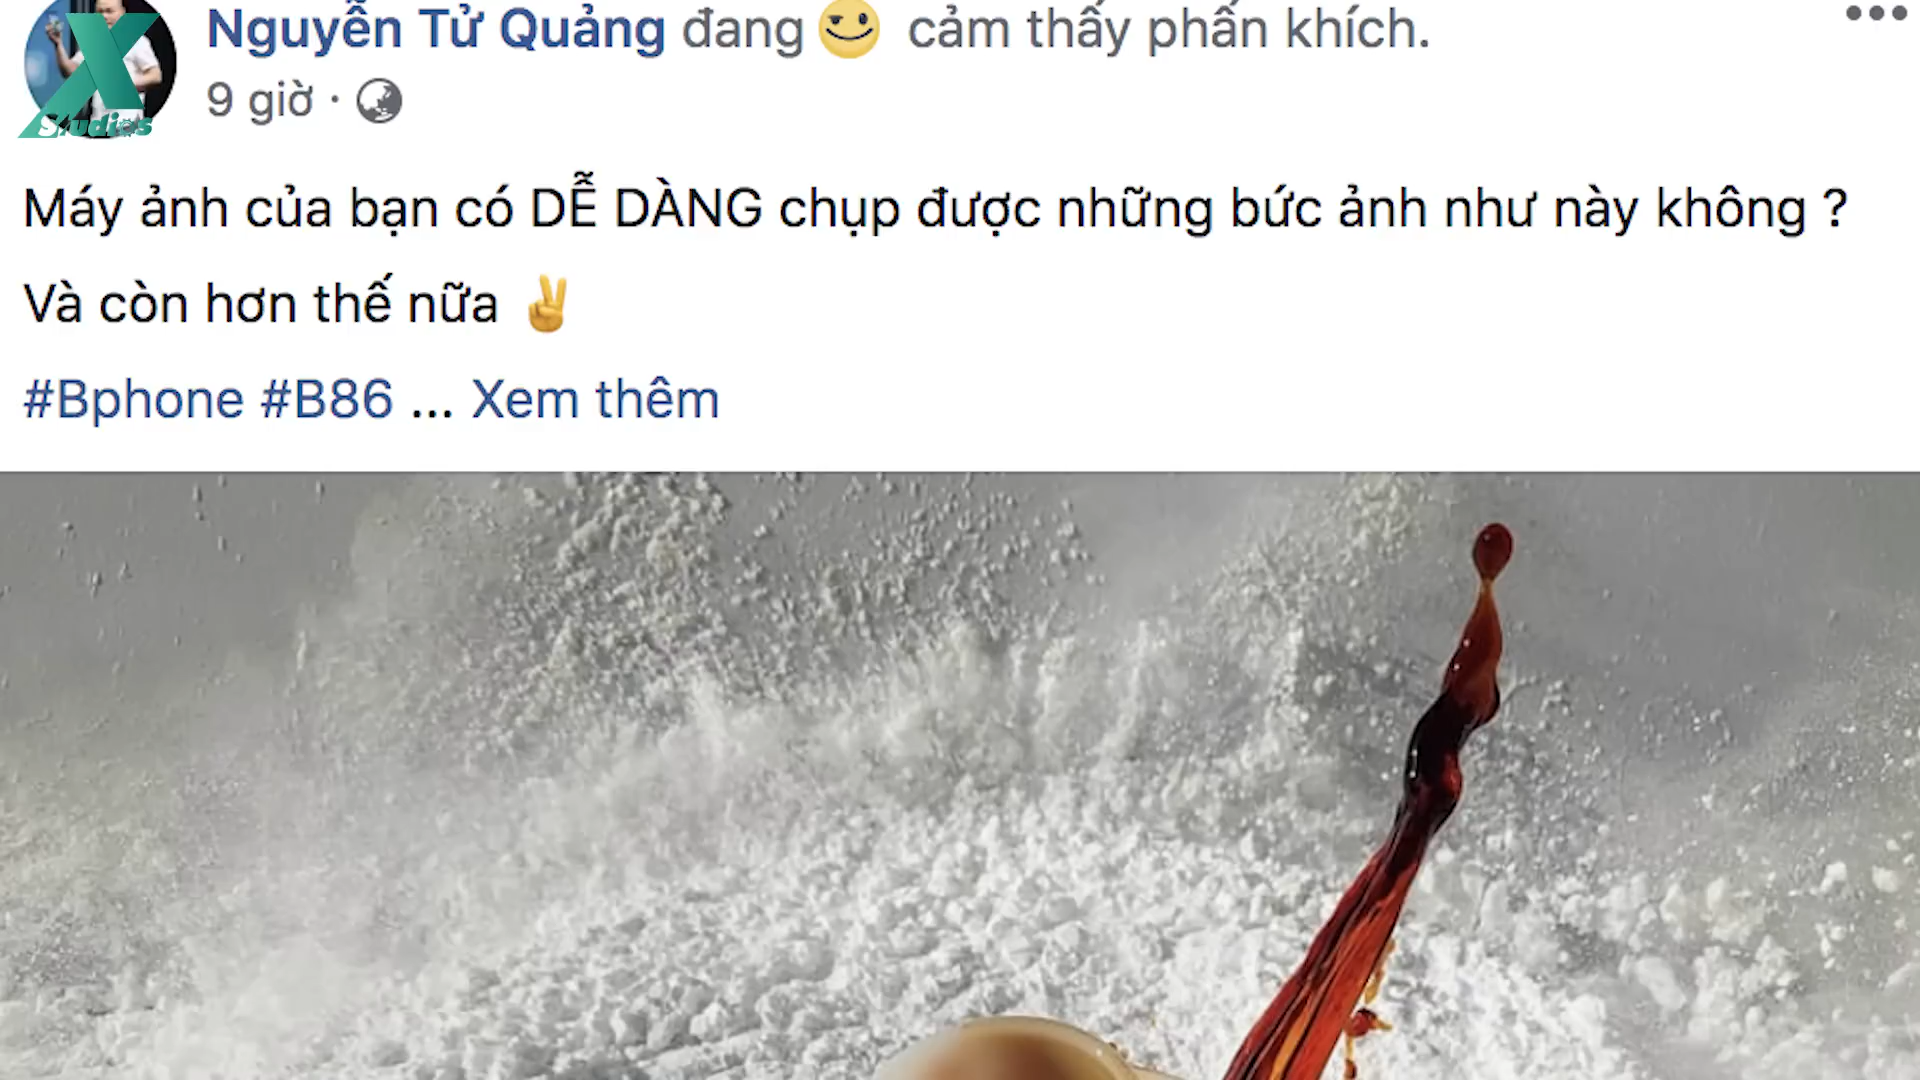 Nguyễn Tử Quảng đang cảm thấy phấn khích.
9 giờ ·
X
Studios
Máy ảnh của bạn có DỄ DÀNG chụp được những bức ảnh như này không ?
Và còn hơn thế nữa
#Bphone #B86 ... Xem thêm